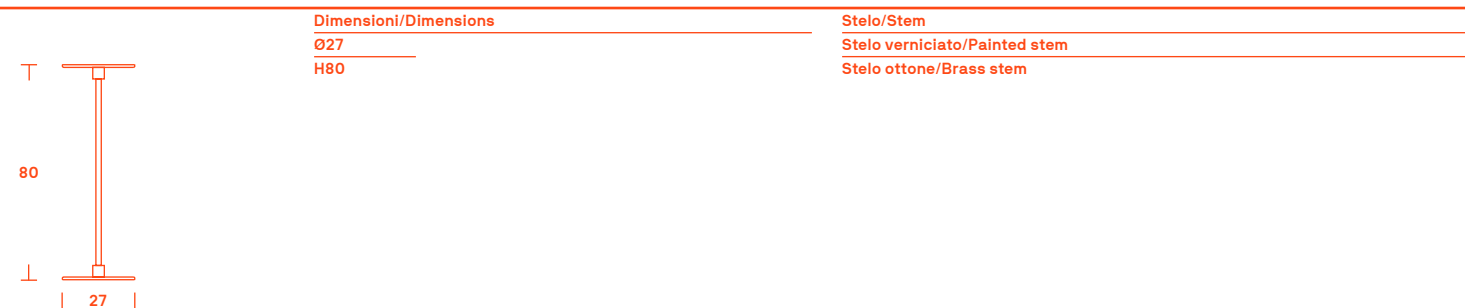 Dimensioni/Dimensions
Ø27
H80
Stelo/Stem
Stelo verniciato/Painted stem
Stelo ottone/Brass stem
80
27